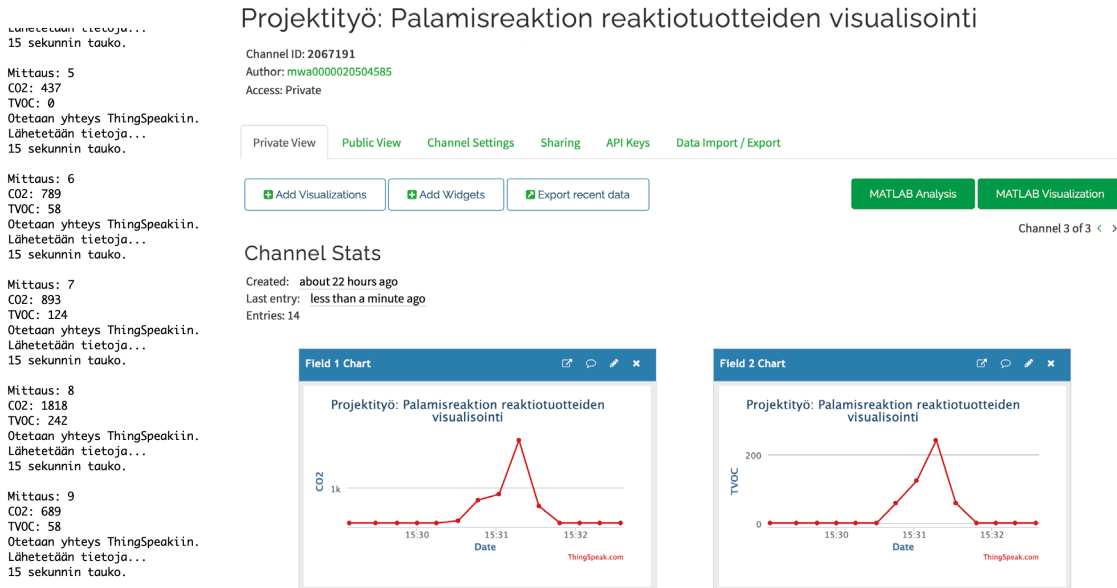 Lähetetään tietoja...
15 sekunnin tauko.
Mittaus: 5
CO2: 437
TVOC: 0
Otetaan yhteys ThingSpeakiin.
Lähetetään tietoja...
15 sekunnin tauko.
Mittaus: 6
CO2: 789
TVOC: 58
Otetaan yhteys ThingSpeakiin.
Lähetetään tietoja...
15 sekunnin tauko.
Mittaus: 7
CO2: 893
TVOC: 124
Otetaan yhteys ThingSpeakiin.
Lähetetään tietoja...
15 sekunnin tauko.
Mittaus: 8
CO2: 1818
TVOC: 242
Otetaan yhteys ThingSpeakiin.
Lähetetään tietoja...
15 sekunnin tauko.
Mittaus: 9
CO2: 689
TVOC: 58
Otetaan yhteys ThingSpeakiin.
Lähetetään tietoja...
15 sekunnin tauko.
Projektityö: Palamisreaktion reaktiotuotteiden visualisointi
Channel ID: 2067191
Author: mwa0000020504585
Access: Private
Private View Public View Channel Settings Sharing API Keys Data Import / Export
Add Visualizations Add Widgets Export recent data MATLAB Analysis MATLAB Visualization
Channel 3 of 3 < >
Channel Stats
Created: about 22 hours ago
Last entry: less than a minute ago
Entries: 14
Field 1 Chart
Projektityö: Palamisreaktion reaktiotuotteiden
visualisointi
CO2
1k
15:30 15:31 15:32
Date
ThingSpeak.com
Field 2 Chart
Projektityö: Palamisreaktion reaktiotuotteiden
visualisointi
TVOC
200
0
15:30 15:31 15:32
Date
ThingSpeak.com